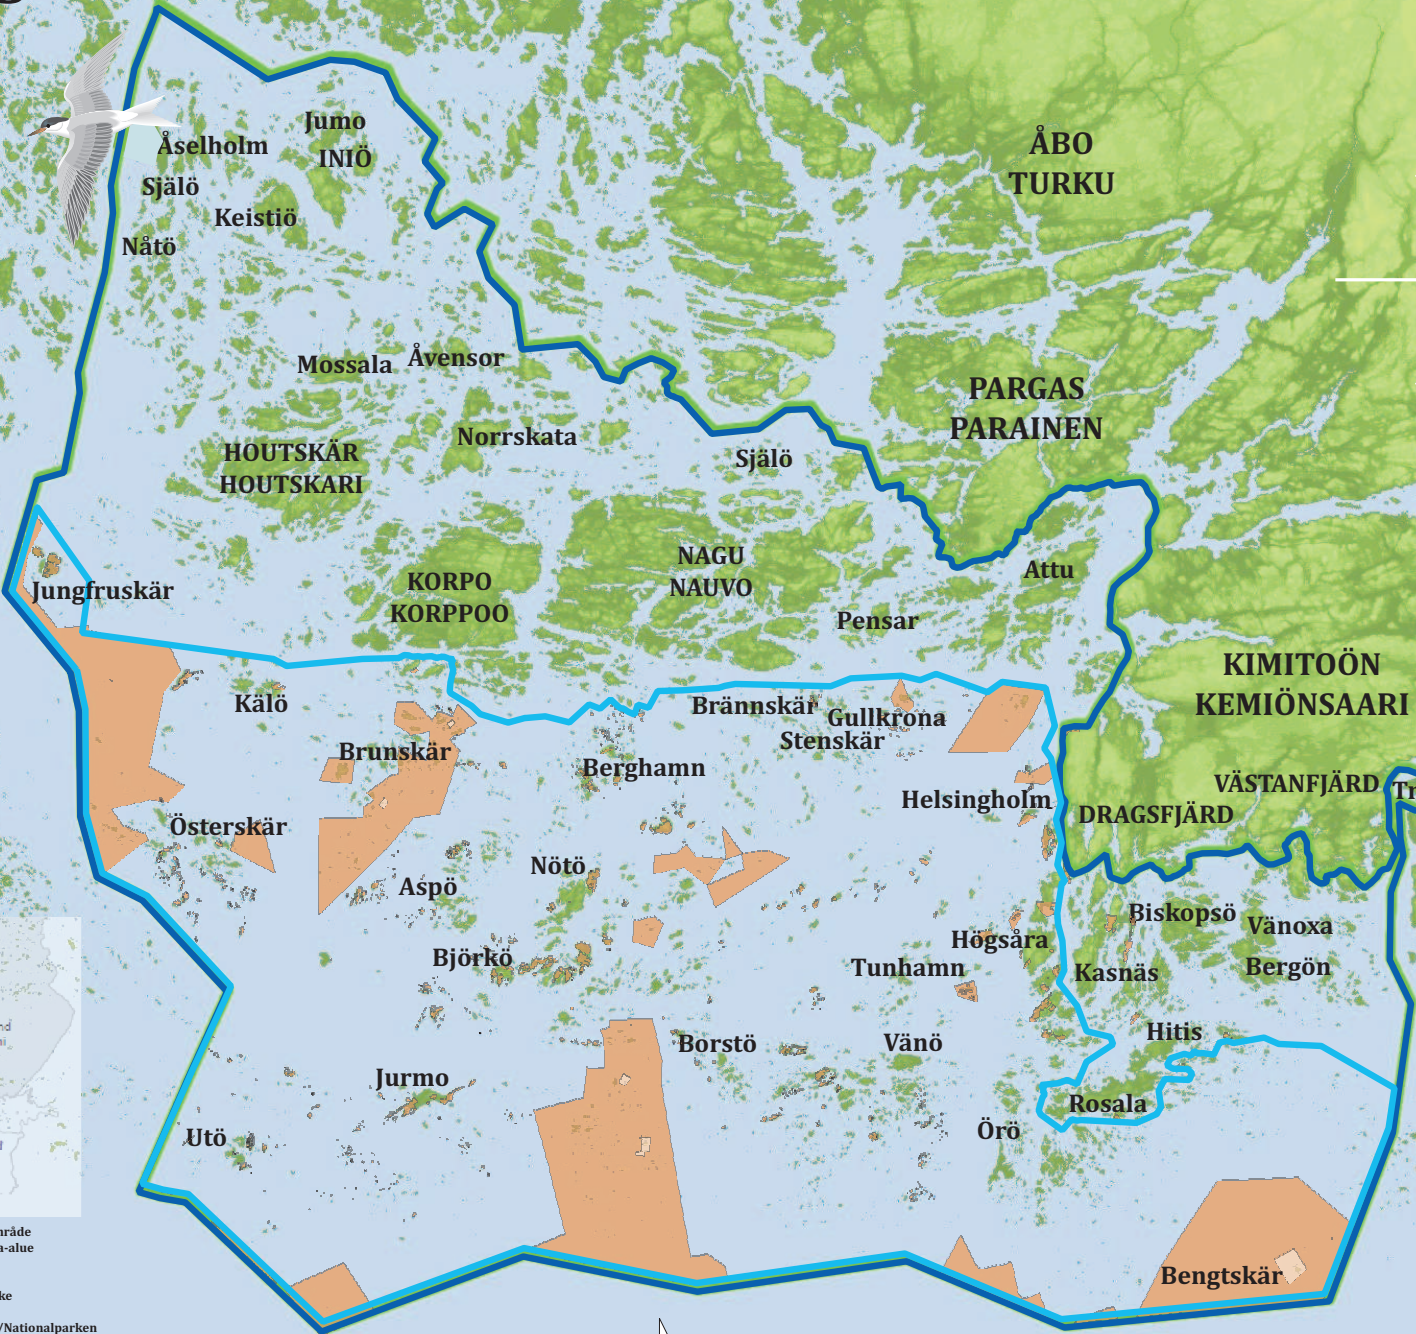 Jumo
INIÖ
Åselholm
Själö
Keistiö
Nåtö
ÅBO
TURKU
Mossala
Åvensor
PARGAS
PARAINEN
Norrskata
HOUTSKÄR
HOUTSKARI
Själö
NAGU
NAUVO
KORPO
KORPPOO
Attu
Jungfruskär
Pensar
KIMITOÖN
KEMIÖNSAARI
Kälö
Brännskär
Gullkrona
Stenskär
Brunskär
Berghamn
VÄSTANFJÄRD
Helsingholm
DRAGSFJÄRD
Österskär
Nötö
Aspö
Biskopsö
Vänoxa
Högsåra
Björkö
Tunhamn
Kasnäs
Bergön
Hitis
Borstö
Vänö
Jurmo
Rosala
Utö
Örö
Bengtskär
a-alue
/Nationalparken